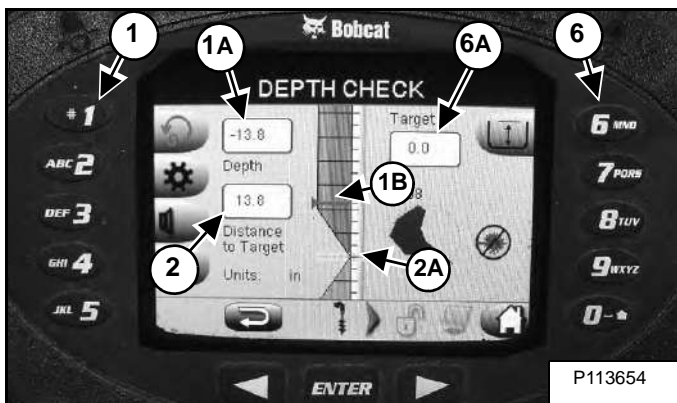 Bobcat
1
1A
6A
6
DEPTH CHECK
# 1
ABC 2
DEF 3
GHI 4
JKL 5
-13.8
Depth
13.8
Distance
to Target
Units: in
Target
0.0
1B
2
2A
6 MNO
7 PQRS
8 TUV
9 WXYZ
0
ENTER
P113654